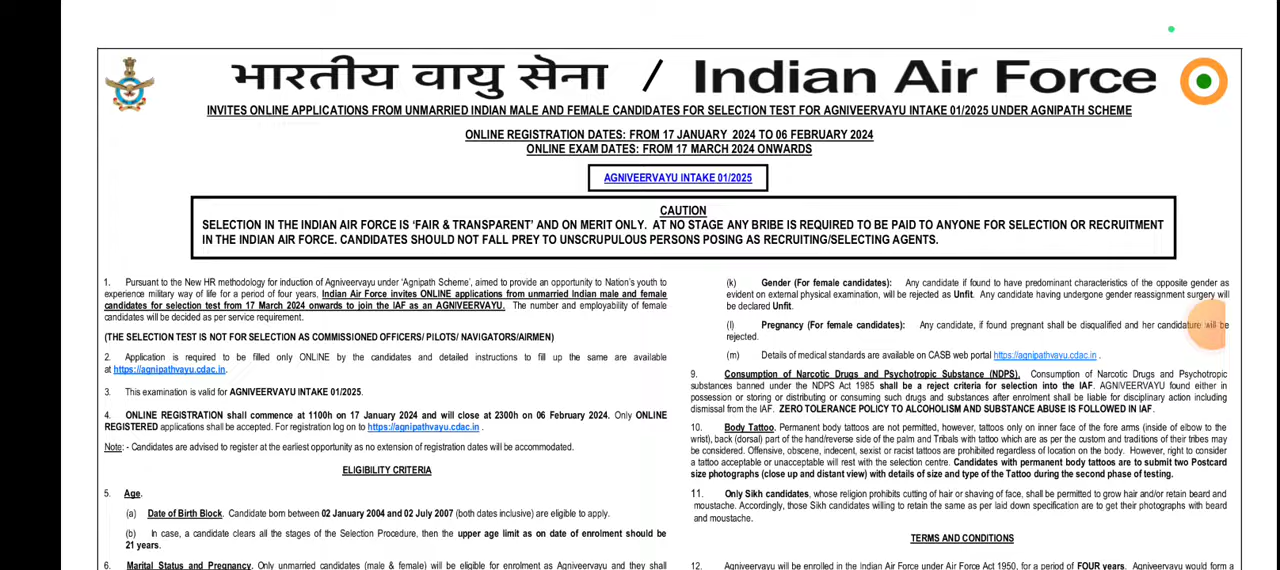 भारतीय वायु सेना / Indian Air Force
INVITES ONLINE APPLICATIONS FROM UNMARRIED INDIAN MALE AND FEMALE CANDIDATES FOR SELECTION TEST FOR AGNIVEERVAYU INTAKE 01/2025 UNDER AGNIPATH SCHEME
ONLINE REGISTRATION DATES: FROM 17 JANUARY 2024 TO 06 FEBRUARY 2024
ONLINE EXAM DATES: FROM 17 MARCH 2024 ONWARDS
AGNIVEERVAYU INTAKE 01/2025
CAUTION
SELECTION IN THE INDIAN AIR FORCE IS ‘FAIR & TRANSPARENT’ AND ON MERIT ONLY. AT NO STAGE ANY BRIBE IS REQUIRED TO BE PAID TO ANYONE FOR SELECTION OR RECRUITMENT
IN THE INDIAN AIR FORCE. CANDIDATES SHOULD NOT FALL PREY TO UNSCRUPULOUS PERSONS POSING AS RECRUITING/SELECTING AGENTS.
1. Pursuant to the New HR methodology for induction of Agniveervayu under ‘Agnipath Scheme’, aimed to provide an opportunity to Nation’s youth to
experience military way of life for a period of four years, Indian Air Force invites ONLINE applications from unmarried Indian male and female
candidates for selection test from 17 March 2024 onwards to join the IAF as an AGNIVEERVAYU. The number and employability of female
candidates will be decided as per service requirement.
(THE SELECTION TEST IS NOT FOR SELECTION AS COMMISSIONED OFFICERS/ PILOTS/ NAVIGATORS/AIRMEN)
2. Application is required to be filled only ONLINE by the candidates and detailed instructions to fill up the same are available
at https://agnipathvayu.cdac.in.
3. This examination is valid for AGNIVEERVAYU INTAKE 01/2025.
4. ONLINE REGISTRATION shall commence at 1100h on 17 January 2024 and will close at 2300h on 06 February 2024. Only ONLINE
REGISTERED applications shall be accepted. For registration log on to https://agnipathvayu.cdac.in .
Note: - Candidates are advised to register at the earliest opportunity as no extension of registration dates will be accommodated.
ELIGIBILITY CRITERIA
5. Age.
(a) Date of Birth Block. Candidate born between 02 January 2004 and 02 July 2007 (both dates inclusive) are eligible to apply.
(b) In case, a candidate clears all the stages of the Selection Procedure, then the upper age limit as on date of enrolment should be
21 years.
6. Marital Status and Pregnancy. Only unmarried candidates (male & female) will be eligible for enrolment as Agniveervayu and they shall
(k) Gender (For female candidates): Any candidate if found to have predominant characteristics of the opposite gender as
evident on external physical examination, will be rejected as Unfit. Any candidate having undergone gender reassignment surgery will
be declared Unfit.
(l) Pregnancy (For female candidates): Any candidate, if found pregnant shall be disqualified and her candidature will be
rejected.
(m) Details of medical standards are available on CASB web portal https://agnipathvayu.cdac.in .
9. Consumption of Narcotic Drugs and Psychotropic Substance (NDPS). Consumption of Narcotic Drugs and Psychotropic
substances banned under the NDPS Act 1985 shall be a reject criteria for selection into the IAF. AGNIVEERVAYU found either in
possession or storing or distributing or consuming such drugs and substances after enrolment shall be liable for disciplinary action including
dismissal from the IAF. ZERO TOLERANCE POLICY TO ALCOHOLISM AND SUBSTANCE ABUSE IS FOLLOWED IN IAF.
10. Body Tattoo. Permanent body tattoos are not permitted, however, tattoos only on inner face of the fore arms (inside of elbow to the
wrist), back (dorsal) part of the hand/reverse side of the palm and Tribals with tattoo which are as per the custom and traditions of their tribes may
be considered. Offensive, obscene, indecent, sexist or racist tattoos are prohibited regardless of location on the body. However, right to consider
a tattoo acceptable or unacceptable will rest with the selection centre. Candidates with permanent body tattoos are to submit two Postcard
size photographs (close up and distant view) with details of size and type of the Tattoo during the second phase of testing.
11. Only Sikh candidates, whose religion prohibits cutting of hair or shaving of face, shall be permitted to grow hair and/or retain beard and
moustache. Accordingly, those Sikh candidates willing to retain the same as per laid down specification are to get their photographs with beard
and moustache.
TERMS AND CONDITIONS
12. Agniveervayu will be enrolled in the Indian Air Force under Air Force Act 1950, for a period of FOUR years. Agniveervayu would form a